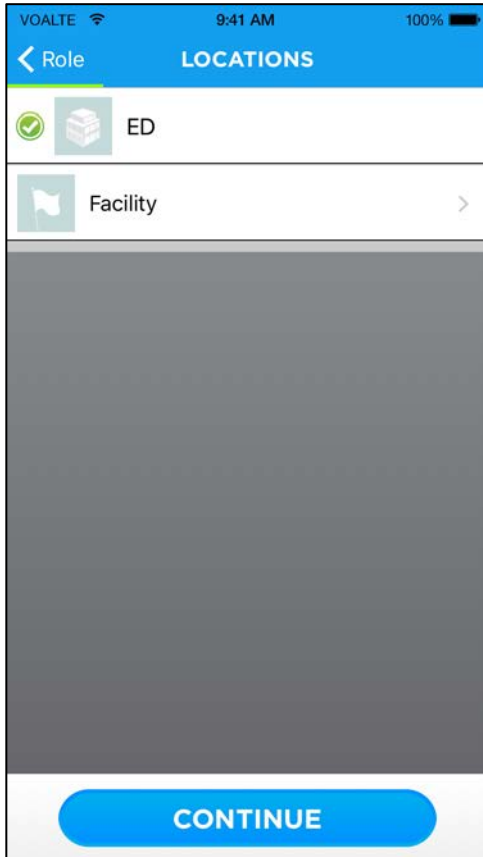 VOALTE 9:41 AM 100%
Role LOCATIONS
ED
Facility
CONTINUE